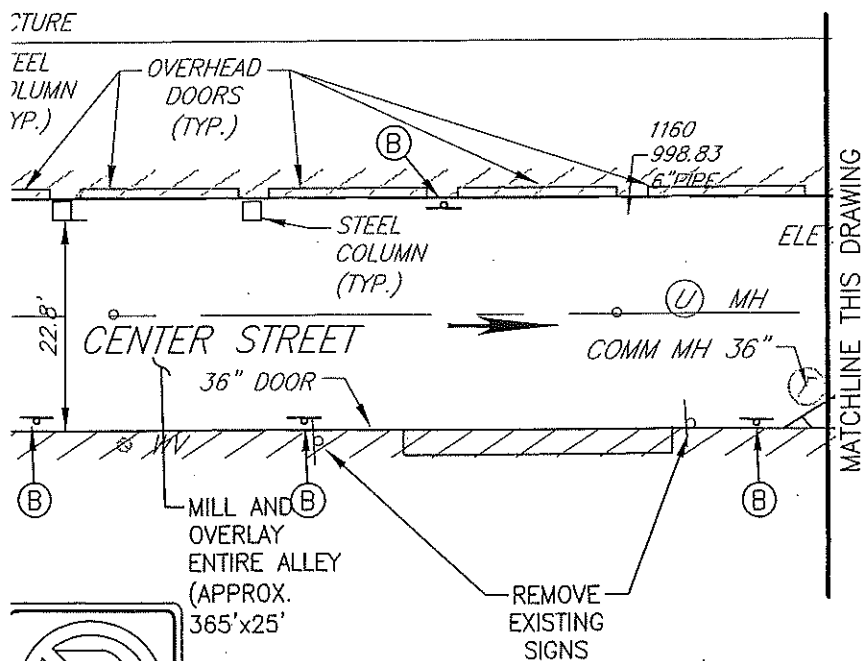 CTURE
TEEL
OLUMN
YP.)
OVERHEAD
DOORS
(TYP.)
B
1160
998.83
6"PIPE
STEEL
COLUMN
(TYP.)
ELE
MATCHLINE THIS DRAWING
22.8'
U MH
CENTER STREET
COMM MH 36"
T
36" DOOR
WV
B
B
B
MILL AND
OVERLAY
ENTIRE ALLEY
(APPROX.
365'x25'
REMOVE
EXISTING
SIGNS